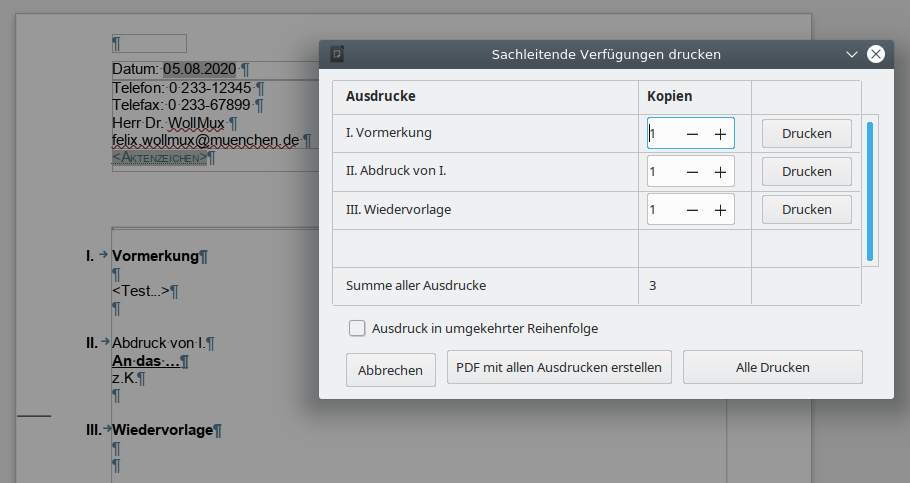 ¶
Datum: 05.08.2020 ¶
Telefon: 0 233-12345 ¶
Telefax: 0 233-67899 ¶
Herr Dr. WollMux ¶
felix.wollmux@muenchen.de ¶
<Aktenzeichen>¶
I. → Vormerkung¶
¶
<Test...>¶
¶
II. → Abdruck von I.¶
An das ...¶
z.K.¶
¶
III. → Wiedervorlage¶
¶
¶
Sachleitende Verfügungen drucken
Ausdrucke Kopien
I. Vormerkung 1 − + Drucken
II. Abdruck von I. 1 − + Drucken
III. Wiedervorlage 1 − + Drucken
Summe aller Ausdrucke 3
Ausdruck in umgekehrter Reihenfolge
Abbrechen PDF mit allen Ausdrucken erstellen Alle Drucken